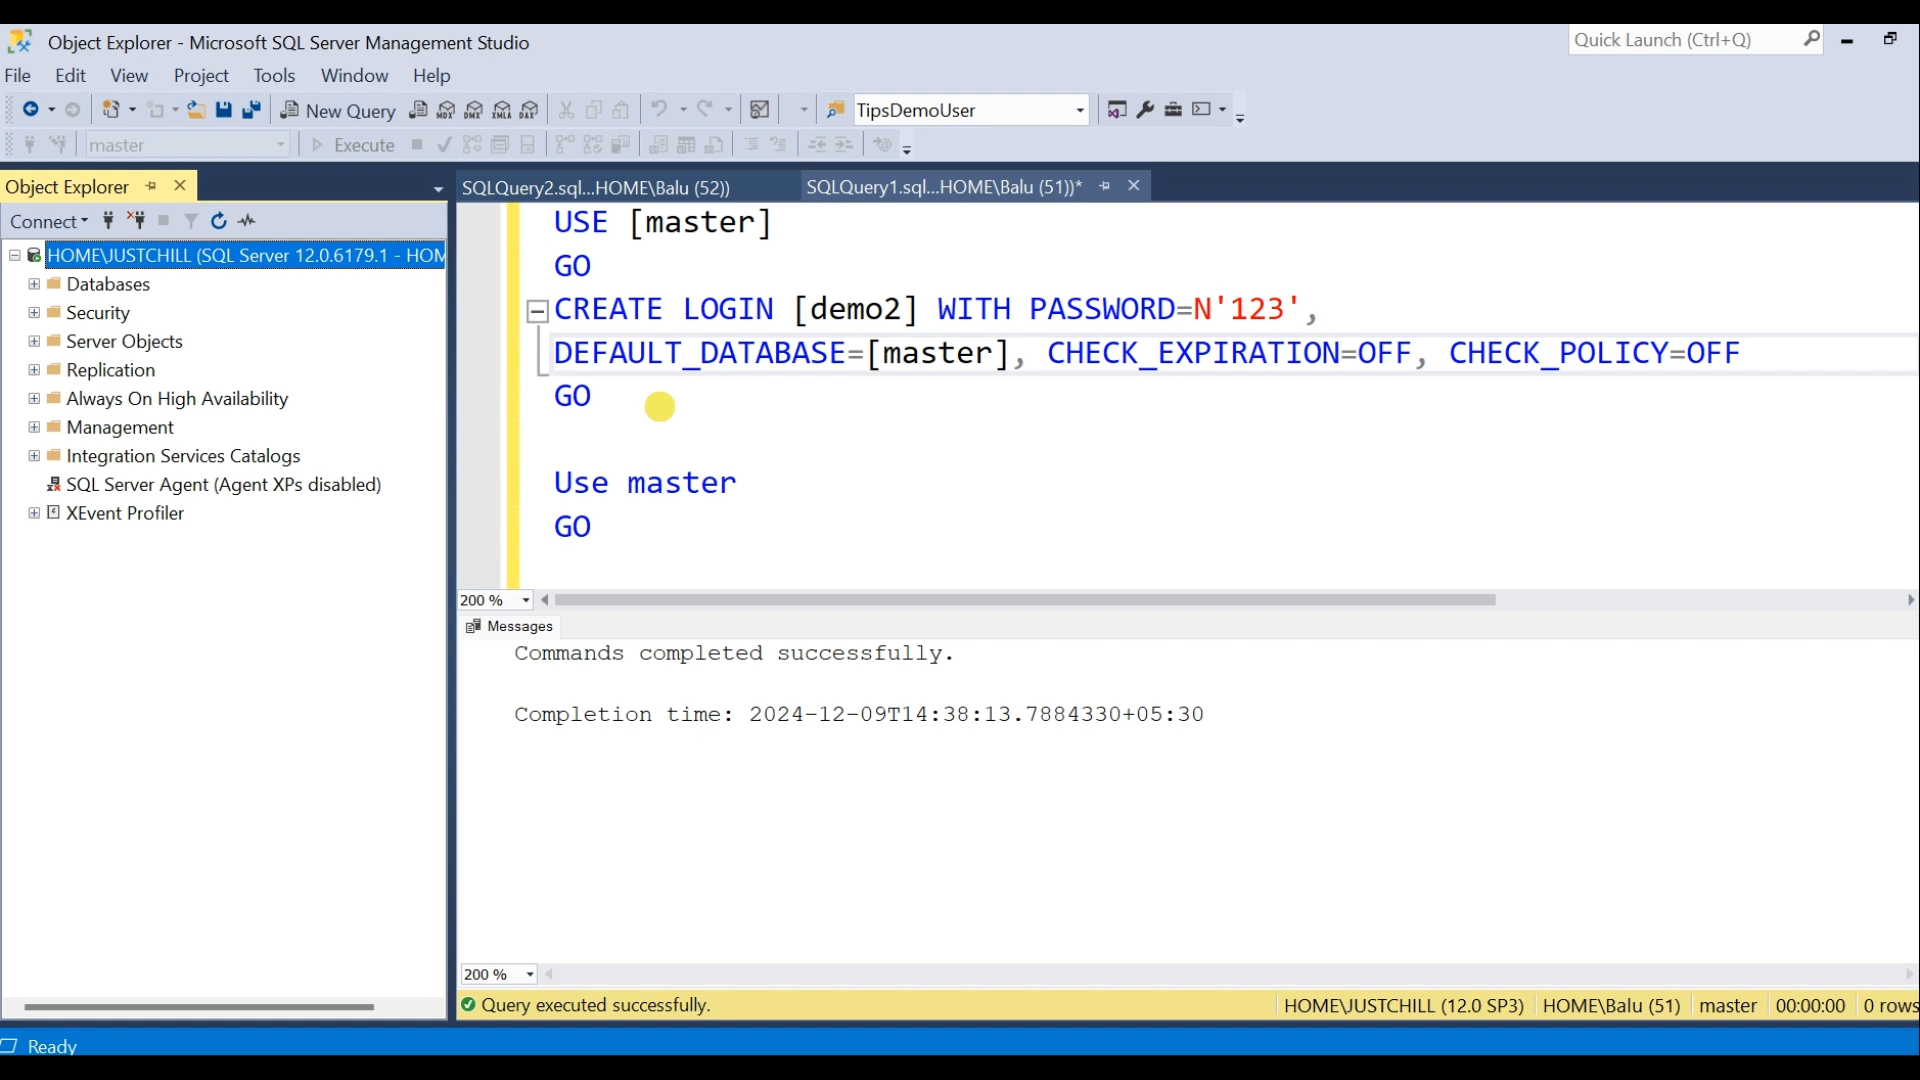 Object Explorer - Microsoft SQL Server Management Studio
Quick Launch (Ctrl+Q)
File Edit View Project Tools Window Help
New Query MDX DMX XMLA DAX TipsDemoUser
master Execute
Object Explorer
SQLQuery2.sql...HOME\Balu (52))
SQLQuery1.sql...HOME\Balu (51))*
Connect
HOME\JUSTCHILL (SQL Server 12.0.6179.1 - HOM
Databases
Security
Server Objects
Replication
Always On High Availability
Management
Integration Services Catalogs
SQL Server Agent (Agent XPs disabled)
XEvent Profiler
USE [master]
GO
CREATE LOGIN [demo2] WITH PASSWORD=N'123',
DEFAULT_DATABASE=[master], CHECK_EXPIRATION=OFF, CHECK_POLICY=OFF
GO
Use master
GO
200 %
Messages
Commands completed successfully.
Completion time: 2024-12-09T14:38:13.7884330+05:30
200 %
Query executed successfully.
HOME\JUSTCHILL (12.0 SP3) HOME\Balu (51) master 00:00:00 0 rows
Ready